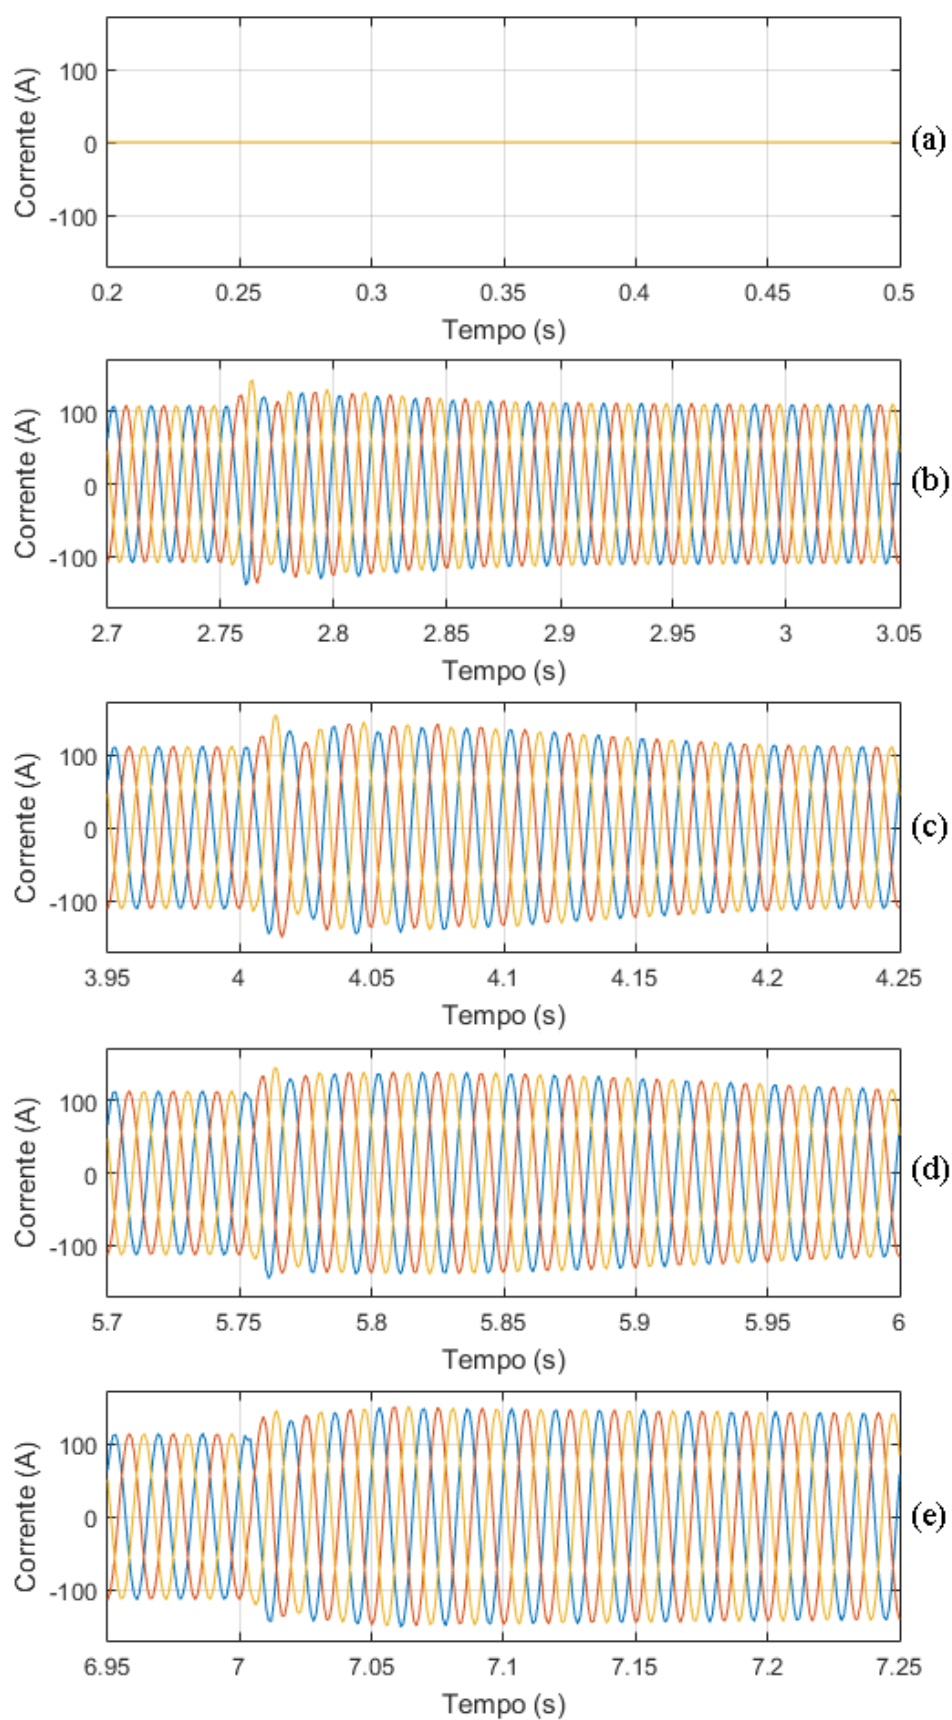 Corrente (A)
100
0
-100
(a)
0.2 0.25 0.3 0.35 0.4 0.45 0.5
Tempo (s)
Corrente (A)
100
0
-100
(b)
2.7 2.75 2.8 2.85 2.9 2.95 3 3.05
Tempo (s)
Corrente (A)
100
0
-100
(c)
3.95 4 4.05 4.1 4.15 4.2 4.25
Tempo (s)
Corrente (A)
100
0
-100
(d)
5.7 5.75 5.8 5.85 5.9 5.95 6
Tempo (s)
Corrente (A)
100
0
-100
(e)
6.95 7 7.05 7.1 7.15 7.2 7.25
Tempo (s)